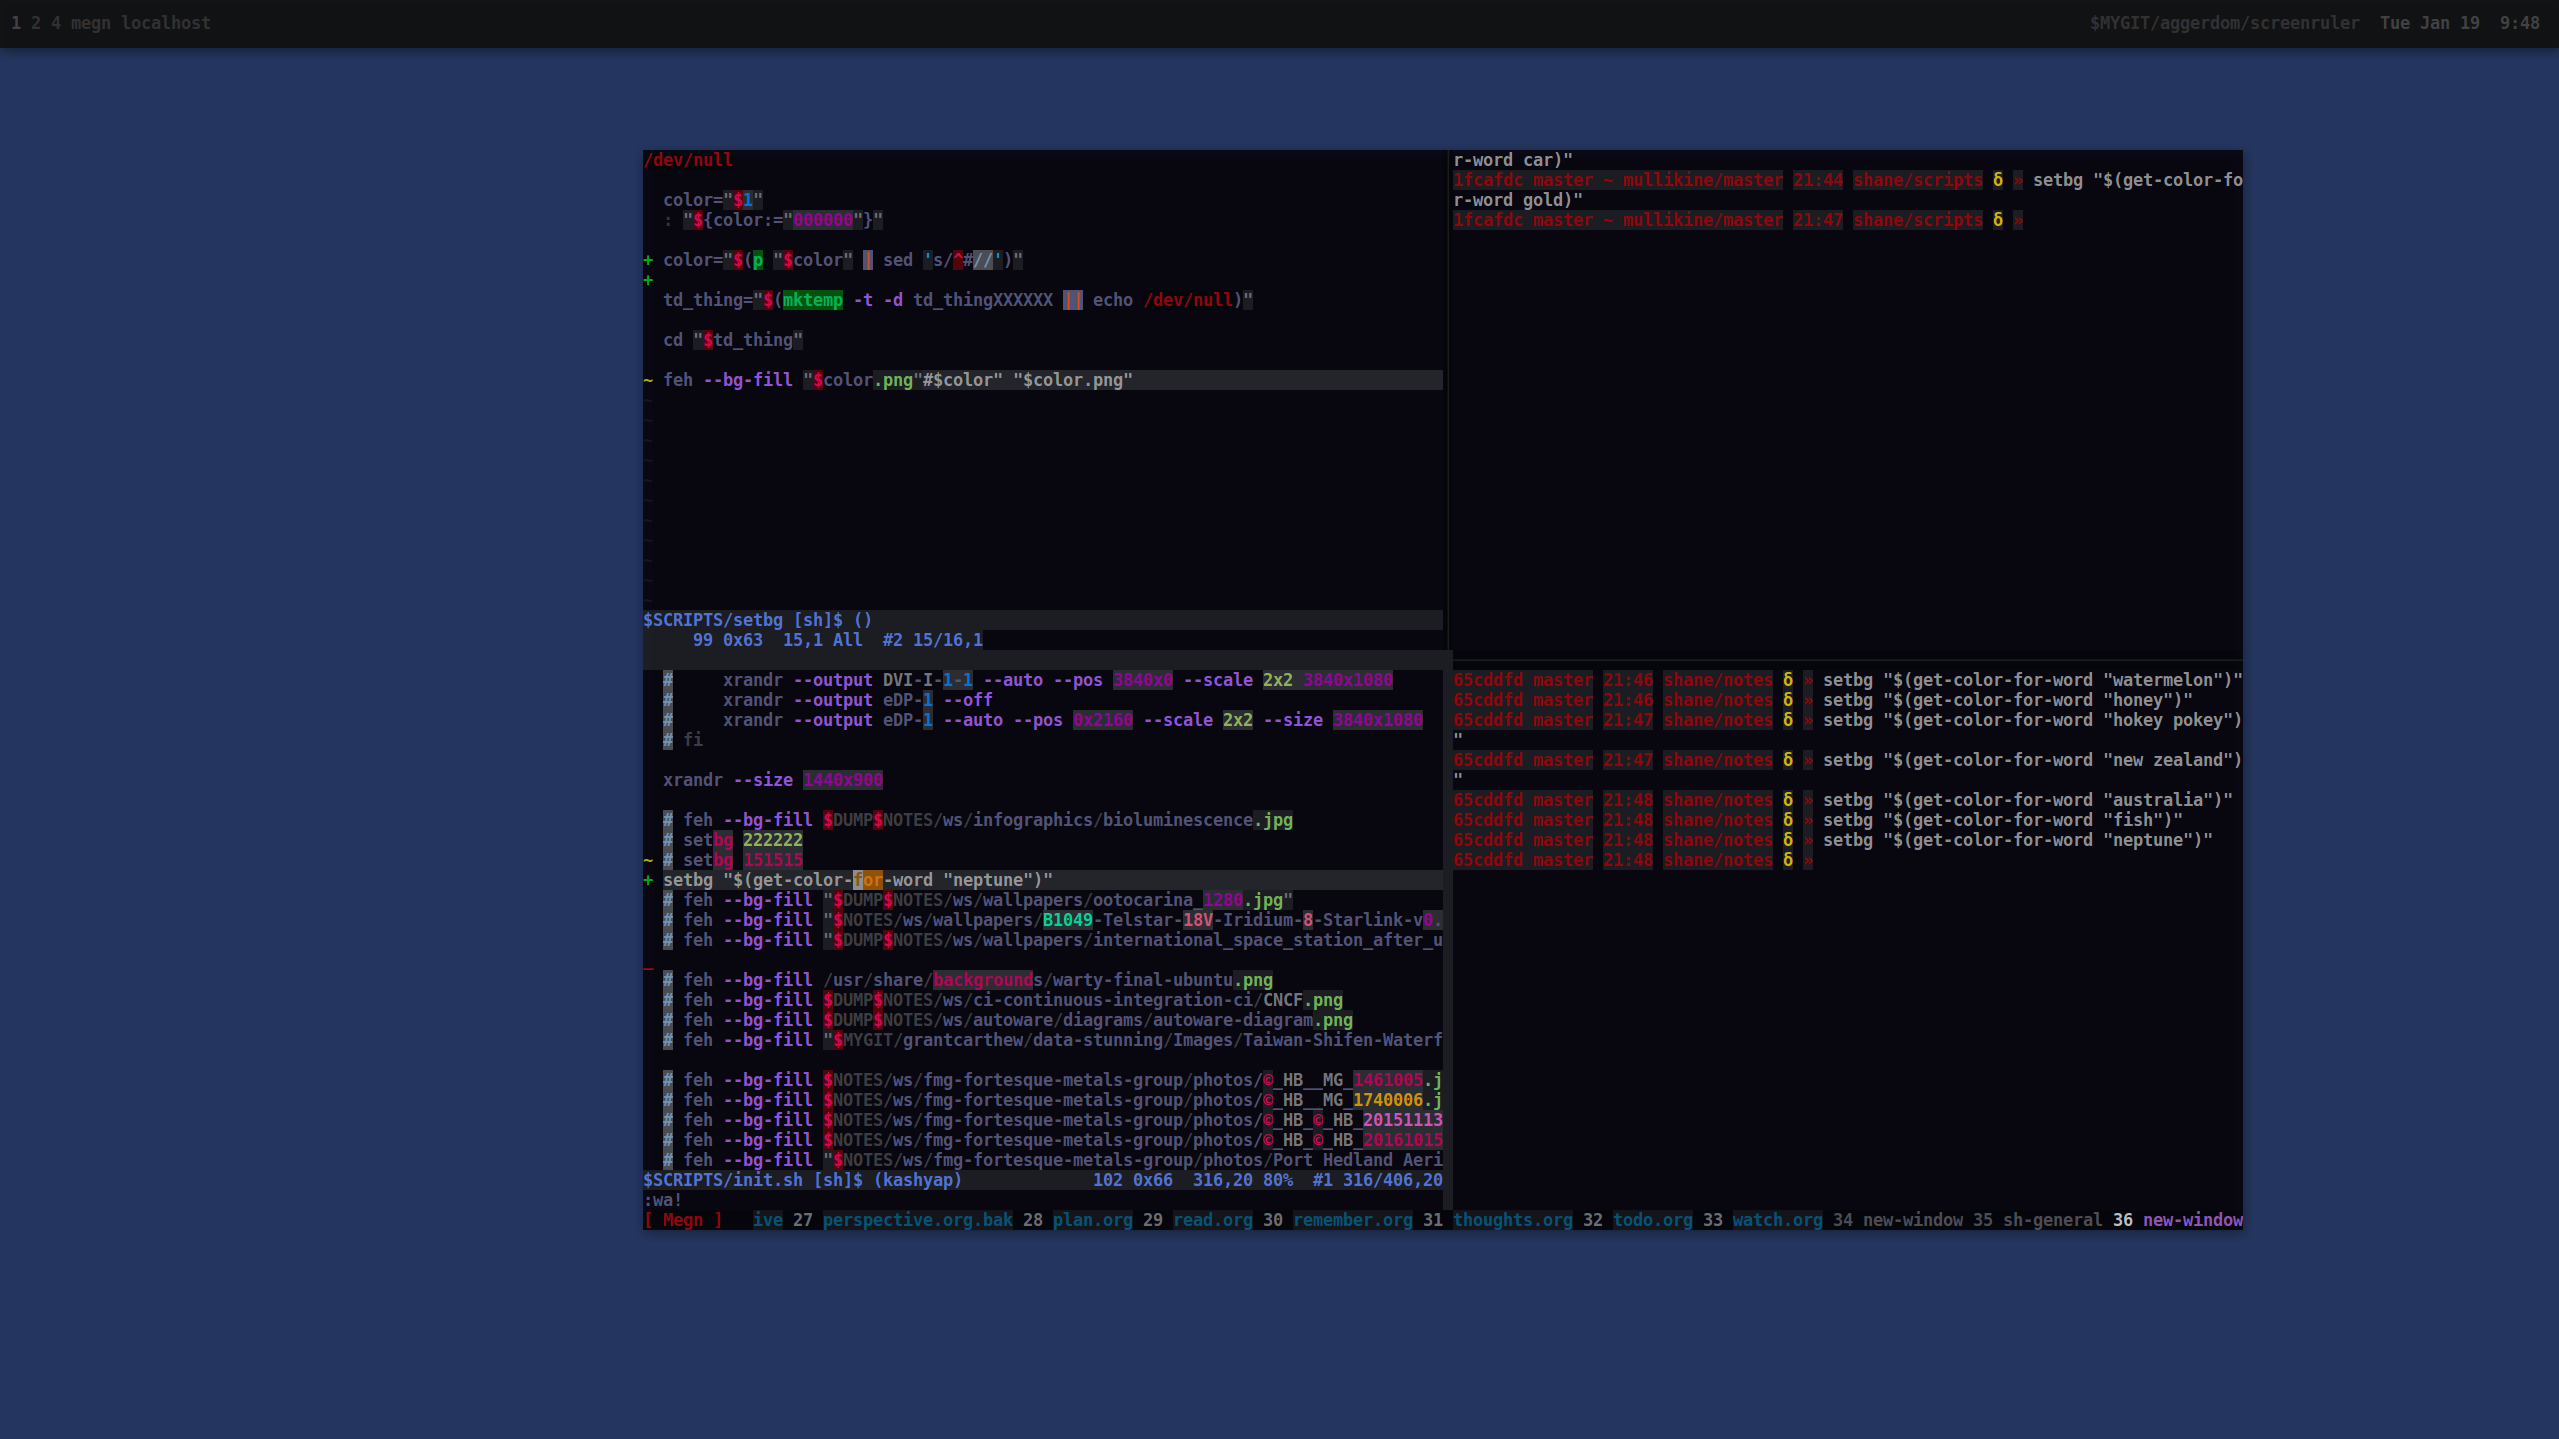 1 2 4 megn localhost
$MYGIT/aggerdom/screenruler  Tue Jan 19  9:48
/dev/null
color="$1"
: "${color:="000000"}"
+ color="$(p "$color" | sed 's/^#//')"
+
td_thing="$(mktemp -t -d td_thingXXXXXX || echo /dev/null)"
cd "$td_thing"
~ feh --bg-fill "$color.png"#$color" "$color.png"
~
~
~
~
~
~
~
~
~
~
~
$SCRIPTS/setbg [sh]$ ()
99 0x63  15,1 All  #2 15/16,1
#     xrandr --output DVI-I-1-1 --auto --pos 3840x0 --scale 2x2 3840x1080
#     xrandr --output eDP-1 --off
#     xrandr --output eDP-1 --auto --pos 0x2160 --scale 2x2 --size 3840x1080
# fi
xrandr --size 1440x900
# feh --bg-fill $DUMP$NOTES/ws/infographics/bioluminescence.jpg
# setbg 222222
~ # setbg 151515
+ setbg "$(get-color-for-word "neptune")"
# feh --bg-fill "$DUMP$NOTES/ws/wallpapers/ootocarina_1280.jpg"
# feh --bg-fill "$NOTES/ws/wallpapers/B1049-Telstar-18V-Iridium-8-Starlink-v0.
# feh --bg-fill "$DUMP$NOTES/ws/wallpapers/international_space_station_after_u
_
# feh --bg-fill /usr/share/backgrounds/warty-final-ubuntu.png
# feh --bg-fill $DUMP$NOTES/ws/ci-continuous-integration-ci/CNCF.png
# feh --bg-fill $DUMP$NOTES/ws/autoware/diagrams/autoware-diagram.png
# feh --bg-fill "$MYGIT/grantcarthew/data-stunning/Images/Taiwan-Shifen-Waterf
# feh --bg-fill $NOTES/ws/fmg-fortesque-metals-group/photos/©_HB__MG_1461005.j
# feh --bg-fill $NOTES/ws/fmg-fortesque-metals-group/photos/©_HB__MG_1740006.j
# feh --bg-fill $NOTES/ws/fmg-fortesque-metals-group/photos/©_HB_©_HB_20151113
# feh --bg-fill $NOTES/ws/fmg-fortesque-metals-group/photos/©_HB_©_HB_20161015
# feh --bg-fill "$NOTES/ws/fmg-fortesque-metals-group/photos/Port Hedland Aeri
$SCRIPTS/init.sh [sh]$ (kashyap)             102 0x66  316,20 80%  #1 316/406,20
:wa!
r-word car)"
1fcafdc master ~ mullikine/master 21:44 shane/scripts δ » setbg "$(get-color-fo
r-word gold)"
1fcafdc master ~ mullikine/master 21:47 shane/scripts δ »
65cddfd master 21:46 shane/notes δ » setbg "$(get-color-for-word "watermelon")"
65cddfd master 21:46 shane/notes δ » setbg "$(get-color-for-word "honey")"
65cddfd master 21:47 shane/notes δ » setbg "$(get-color-for-word "hokey pokey")
"
65cddfd master 21:47 shane/notes δ » setbg "$(get-color-for-word "new zealand")
"
65cddfd master 21:48 shane/notes δ » setbg "$(get-color-for-word "australia")"
65cddfd master 21:48 shane/notes δ » setbg "$(get-color-for-word "fish")"
65cddfd master 21:48 shane/notes δ » setbg "$(get-color-for-word "neptune")"
65cddfd master 21:48 shane/notes δ »
[ Megn ]   ive 27 perspective.org.bak 28 plan.org 29 read.org 30 remember.org 31 thoughts.org 32 todo.org 33 watch.org 34 new-window 35 sh-general 36 new-window